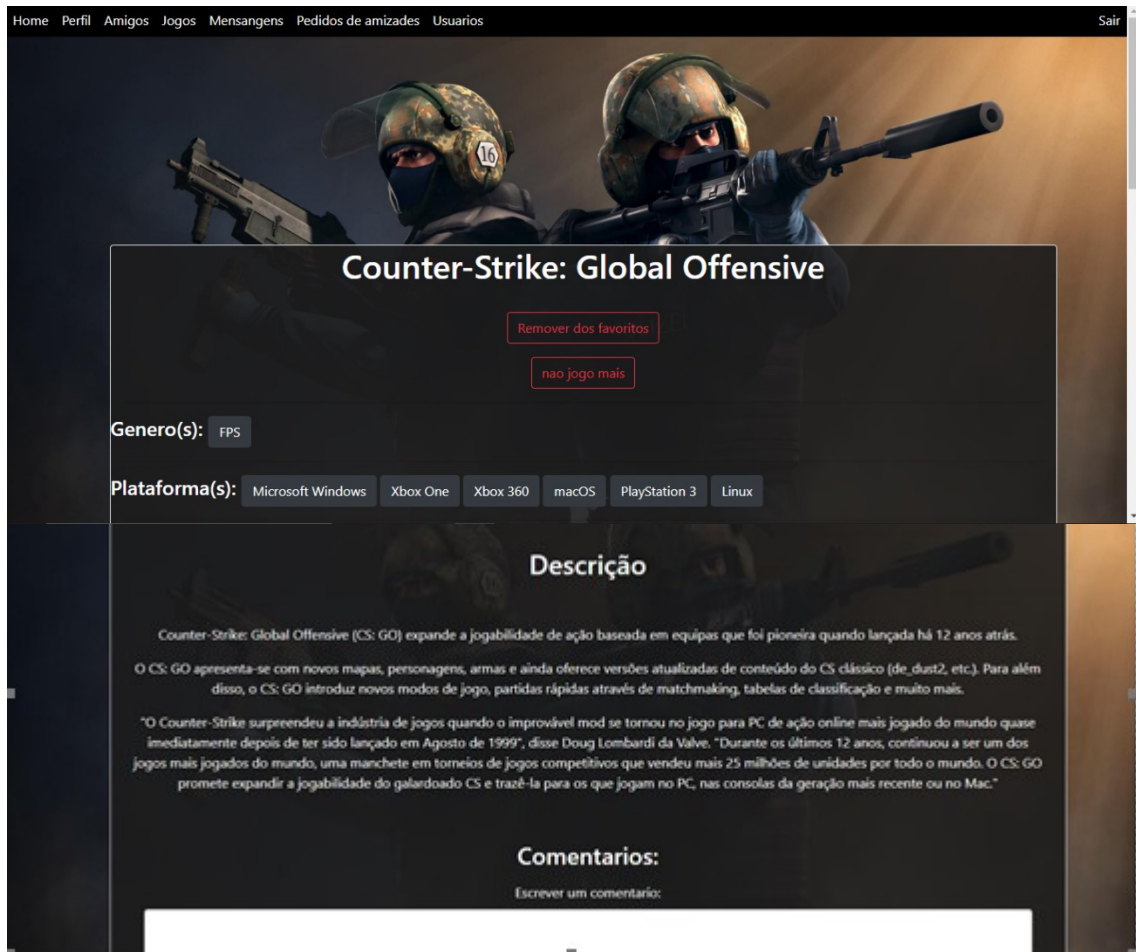 Home Perfil Amigos Jogos Mensangens Pedidos de amizades Usuarios Sair
16
Counter-Strike: Global Offensive
Remover dos favoritos
nao jogo mais
Genero(s): FPS
Plataforma(s): Microsoft Windows Xbox One Xbox 360 macOS PlayStation 3 Linux
Descrição
Counter-Strike: Global Offensive (CS: GO) expande a jogabilidade de ação baseada em equipas que foi pioneira quando lançada há 12 anos atrás.
O CS: GO apresenta-se com novos mapas, personagens, armas e ainda oferece versões atualizadas de conteúdo do CS clássico (de_dust2, etc.). Para além
disso, o CS: GO introduz novos modos de jogo, partidas rápidas através de matchmaking, tabelas de classificação e muito mais.
"O Counter-Strike surpreendeu a indústria de jogos quando o improvável mod se tornou no jogo para PC de ação online mais jogado do mundo quase
imediatamente depois de ter sido lançado em Agosto de 1999", disse Doug Lombardi da Valve. "Durante os últimos 12 anos, continuou a ser um dos
jogos mais jogados do mundo, uma manchete em torneios de jogos competitivos que vendeu mais 25 milhões de unidades por todo o mundo. O CS: GO
promete expandir a jogabilidade do galardoado CS e trazê-la para os que jogam no PC, nas consolas da geração mais recente ou no Mac."
Comentarios:
Escrever um comentario: